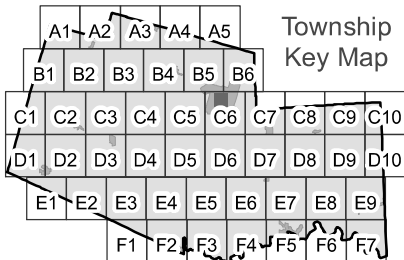 A1 A2 A3 A4 A5 Township
B1 B2 B3 B4 B5 B6 Key Map
C1 C2 C3 C4 C5 C6 C7 C8 C9 C10
D1 D2 D3 D4 D5 D6 D7 D8 D9 D10
E1 E2 E3 E4 E5 E6 E7 E8 E9
F1 F2 F3 F4 F5 F6 F7